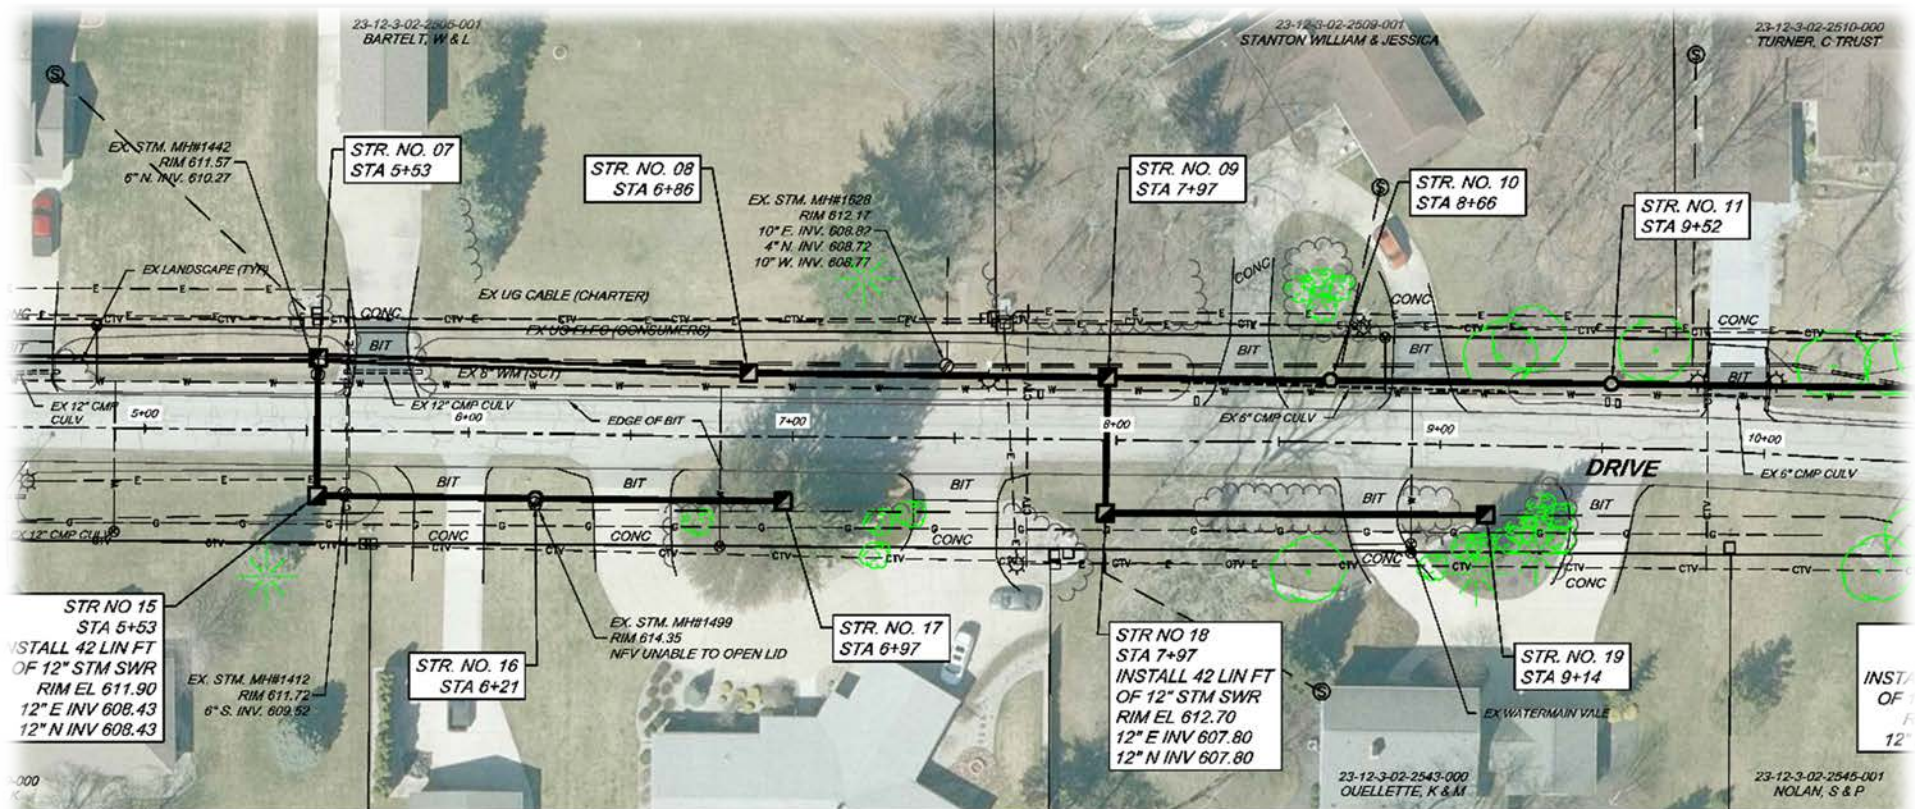 23-12-3-02-2505-001
BARTELT, W & L
23-12-3-02-2509-001
STANTON WILLIAM & JESSICA
23-12-3-02-2510-000
TURNER, C TRUST
EX. STM. MH#1442
RIM 611.57
6" N. INV. 610.27
STR. NO. 07
STA 5+53
STR. NO. 08
STA 6+86
EX. STM. MH#1628
RIM 612.17
10" E. INV. 608.82
4" N. INV. 608.72
10" W. INV. 608.77
STR. NO. 09
STA 7+97
STR. NO. 10
STA 8+66
STR. NO. 11
STA 9+52
EX LANDSCAPE (TYP)
EX UG CABLE (CHARTER)
EX UG ELEC (CONSUMERS)
CONC
CONC
CONC
CONC
BIT
BIT
BIT
BIT
EX 8" WM (SCT)
EX 12" CMP
CULV
EX 12" CMP CULV
EDGE OF BIT
EX 6" CMP CULV
5+00
6+00
7+00
8+00
9+00
10+00
DRIVE
EX 6" CMP CULV
BIT
BIT
BIT
BIT
BIT
EX 12" CMP CULV
CONC
CONC
CONC
CONC
CONC
STR NO 15
STA 5+53
INSTALL 42 LIN FT
OF 12" STM SWR
RIM EL 611.90
12" E INV 608.43
12" N INV 608.43
EX. STM. MH#1412
RIM 611.72
6" S. INV. 609.52
STR. NO. 16
STA 6+21
EX. STM. MH#1499
RIM 614.35
NFV UNABLE TO OPEN LID
STR. NO. 17
STA 6+97
STR NO 18
STA 7+97
INSTALL 42 LIN FT
OF 12" STM SWR
RIM EL 612.70
12" E INV 607.80
12" N INV 607.80
STR. NO. 19
STA 9+14
EX WATERMAIN VALE
INSTA
OF
12"
-000
23-12-3-02-2543-000
OUELLETTE, K & M
23-12-3-02-2545-001
NOLAN, S & P